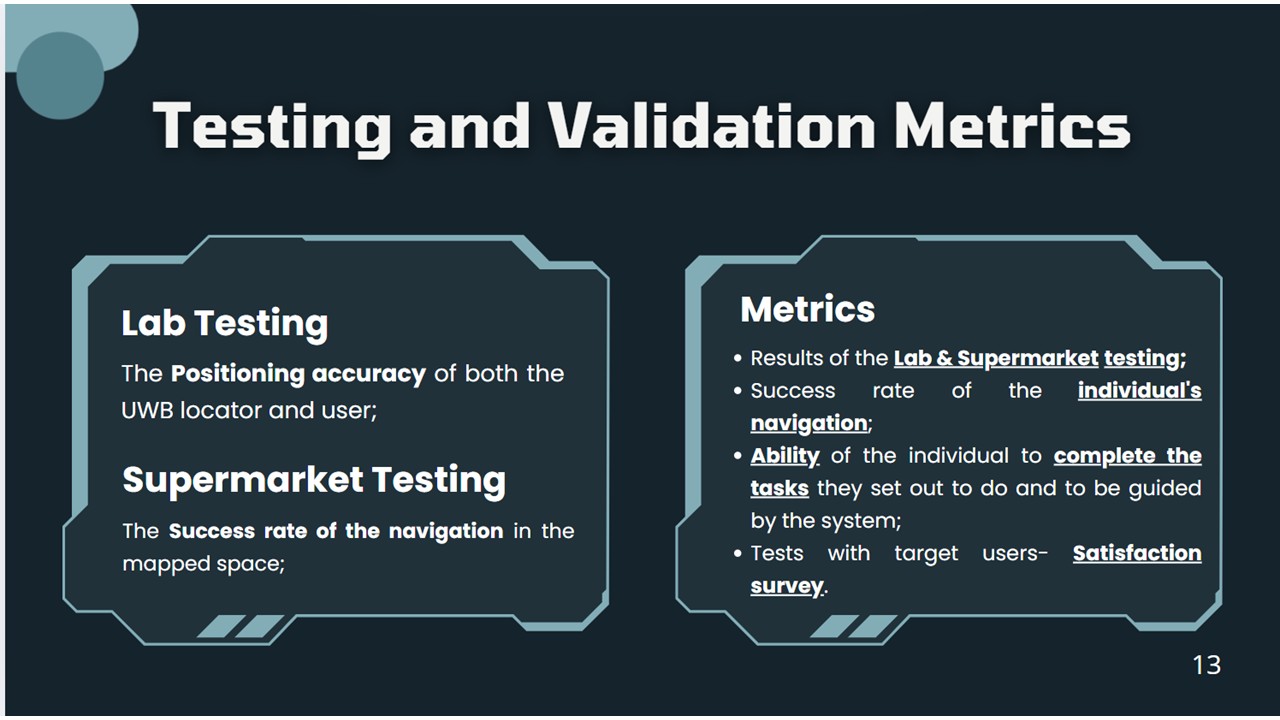 Testing and Validation Metrics
Lab Testing
The Positioning accuracy of both the
UWB locator and user;
Supermarket Testing
The Success rate of the navigation in the
mapped space;
Metrics
• Results of the Lab & Supermarket testing;
• Success rate of the individual's
navigation;
• Ability of the individual to complete the
tasks they set out to do and to be guided
by the system;
• Tests with target users- Satisfaction
survey.
13